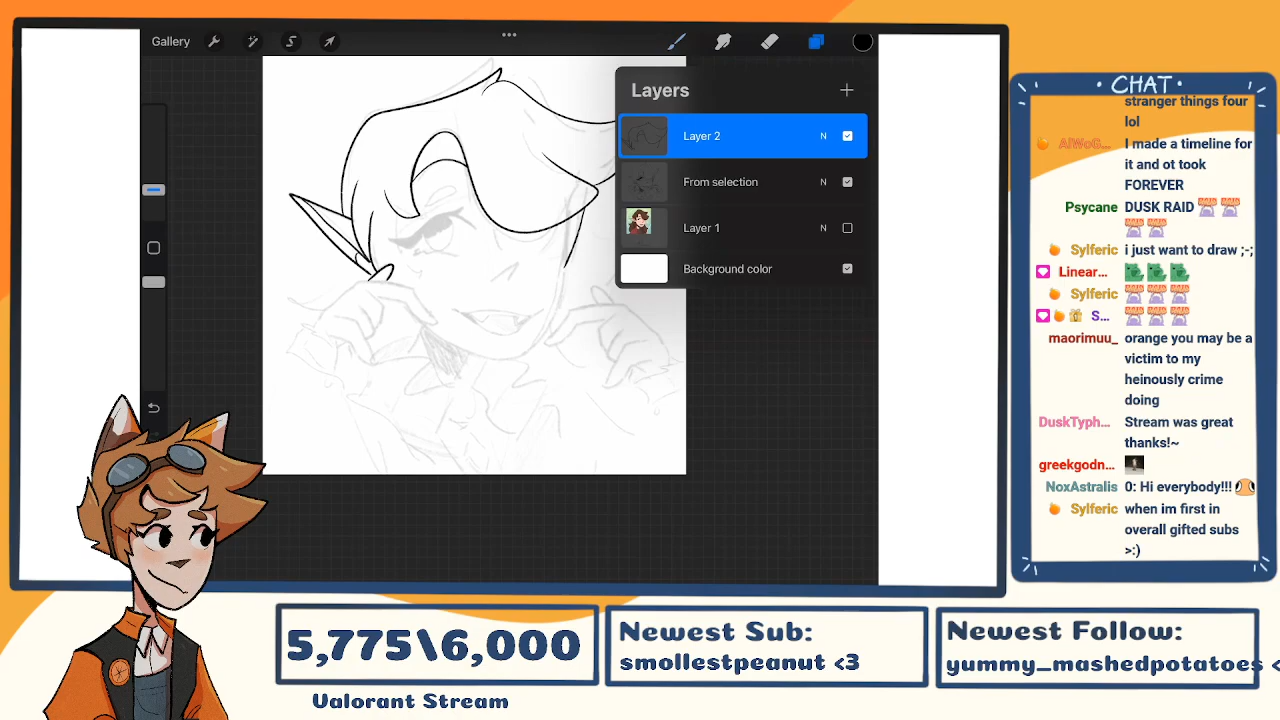 Gallery
Layers
Layer 2
N
From selection
N
Layer 1
N
Background color
• CHAT •
stranger things four
lol
I made a timeline for
it and ot took
FOREVER
Psycane DUSK RAID
Sylferic i just want to draw ;-;
Linear...
Sylferic
S...
maorimuu_ orange you may be a
victim to my
heinously crime
doing
DuskTyph... Stream was great
thanks!~
greekgodn...
NoxAstralis 0: Hi everybody!!!
Sylferic when im first in
overall gifted subs
>:)
5,775\6,000
Valorant Stream
Newest Sub:
smollestpeanut <3
Newest Follow:
yummy_mashedpotatoes <